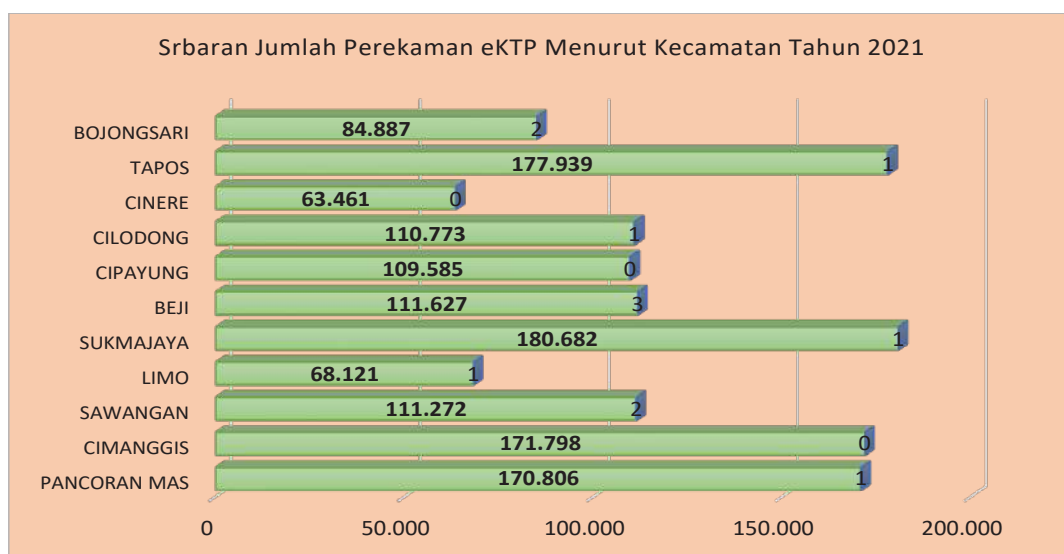 Srbaran Jumlah Perekaman eKTP Menurut Kecamatan Tahun 2021
BOJONGSARI 84.887 2
TAPOS 177.939 1
CINERE 63.461 0
CILODONG 110.773 1
CIPAYUNG 109.585 0
BEJI 111.627 3
SUKMAJAYA 180.682 1
LIMO 68.121 1
SAWANGAN 111.272 2
CIMANGGIS 171.798 0
PANCORAN MAS 170.806 1
0 50.000 100.000 150.000 200.000